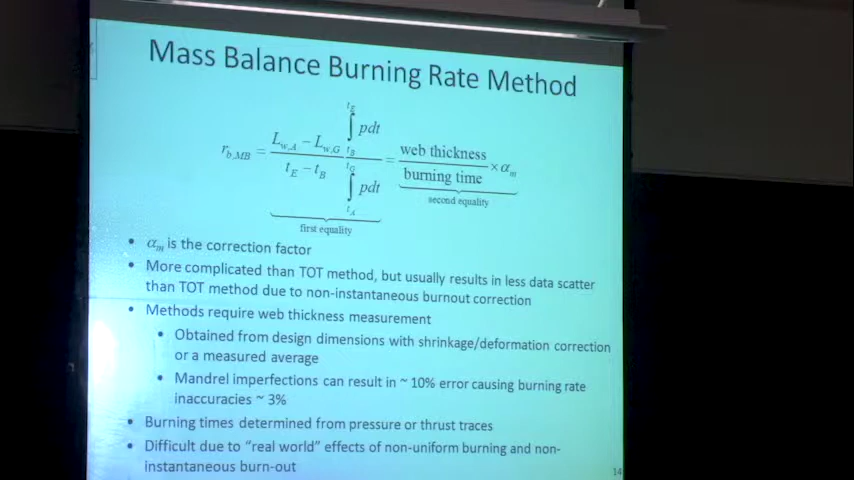 Mass Balance Burning Rate Method
r_b,MB = (L_w,A − L_w,G)/(t_E − t_B) (∫_{t_B}^{t_E} pdt)/(∫_{t_A}^{t_G} pdt) = (web thickness)/(burning time) × α_m
first equality
second equality
• α_m is the correction factor
• More complicated than TOT method, but usually results in less data scatter
than TOT method due to non-instantaneous burnout correction
• Methods require web thickness measurement
• Obtained from design dimensions with shrinkage/deformation correction
or a measured average
• Mandrel imperfections can result in ~ 10% error causing burning rate
inaccuracies ~ 3%
• Burning times determined from pressure or thrust traces
• Difficult due to "real world" effects of non-uniform burning and non-
instantaneous burn-out
14